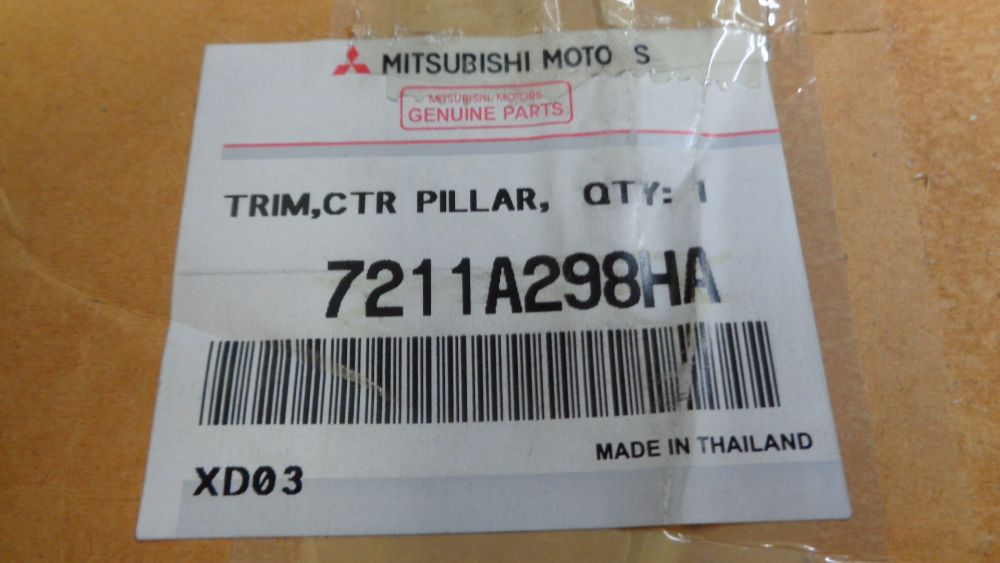 MITSUBISHI MOTO S
MITSUBISHI MOTORS
GENUINE PARTS
TRIM,CTR PILLAR, QTY: 1
7211A298HA
MADE IN THAILAND
XD03